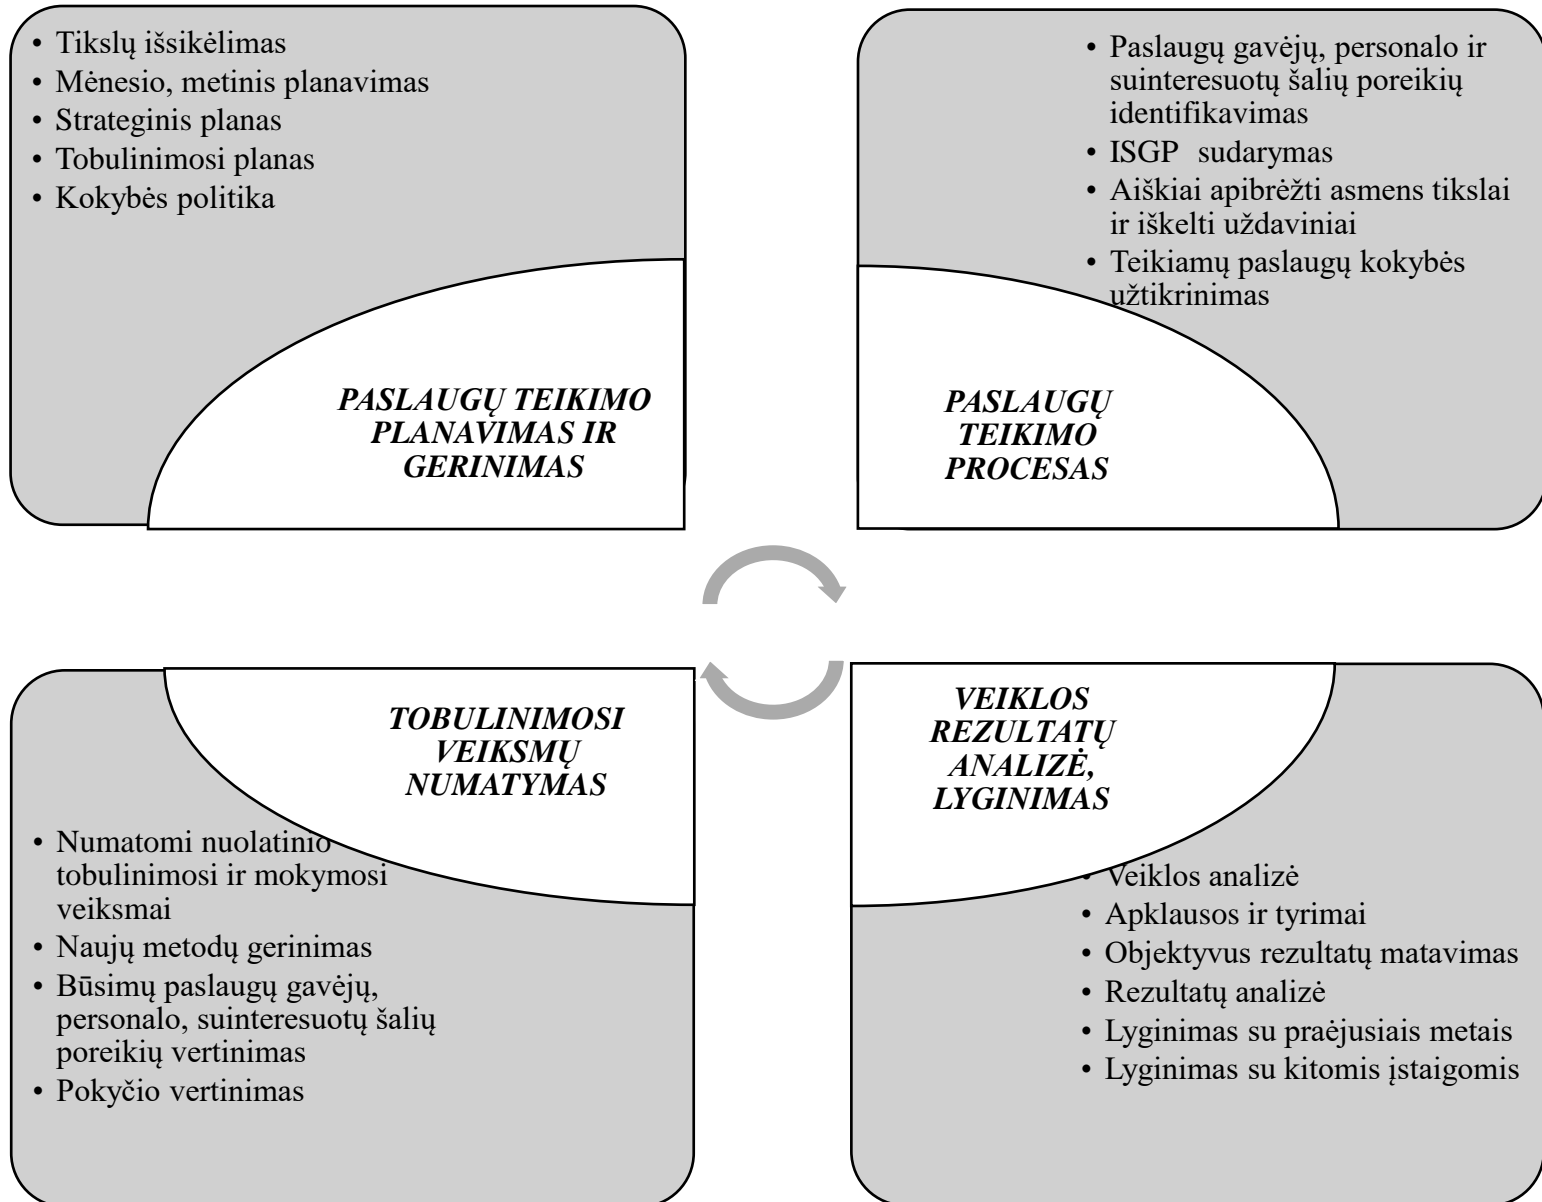 • Tikslų išsikėlimas
• Mėnesio, metinis planavimas
• Strateginis planas
• Tobulinimosi planas
• Kokybės politika
PASLAUGŲ TEIKIMO
PLANAVIMAS IR
GERINIMAS
• Paslaugų gavėjų, personalo ir
suinteresuotų šalių poreikių
identifikavimas
• ISGP sudarymas
• Aiškiai apibrėžti asmens tikslai
ir iškelti uždaviniai
• Teikiamų paslaugų kokybės
užtikrinimas
PASLAUGŲ
TEIKIMO
PROCESAS
TOBULINIMOSI
VEIKSMŲ
NUMATYMAS
• Numatomi nuolatinio
tobulinimosi ir mokymosi
veiksmai
• Naujų metodų gerinimas
• Būsimų paslaugų gavėjų,
personalo, suinteresuotų šalių
poreikių vertinimas
• Pokyčio vertinimas
VEIKLOS
REZULTATŲ
ANALIZĖ,
LYGINIMAS
• Veiklos analizė
• Apklausos ir tyrimai
• Objektyvus rezultatų matavimas
• Rezultatų analizė
• Lyginimas su praėjusiais metais
• Lyginimas su kitomis įstaigomis